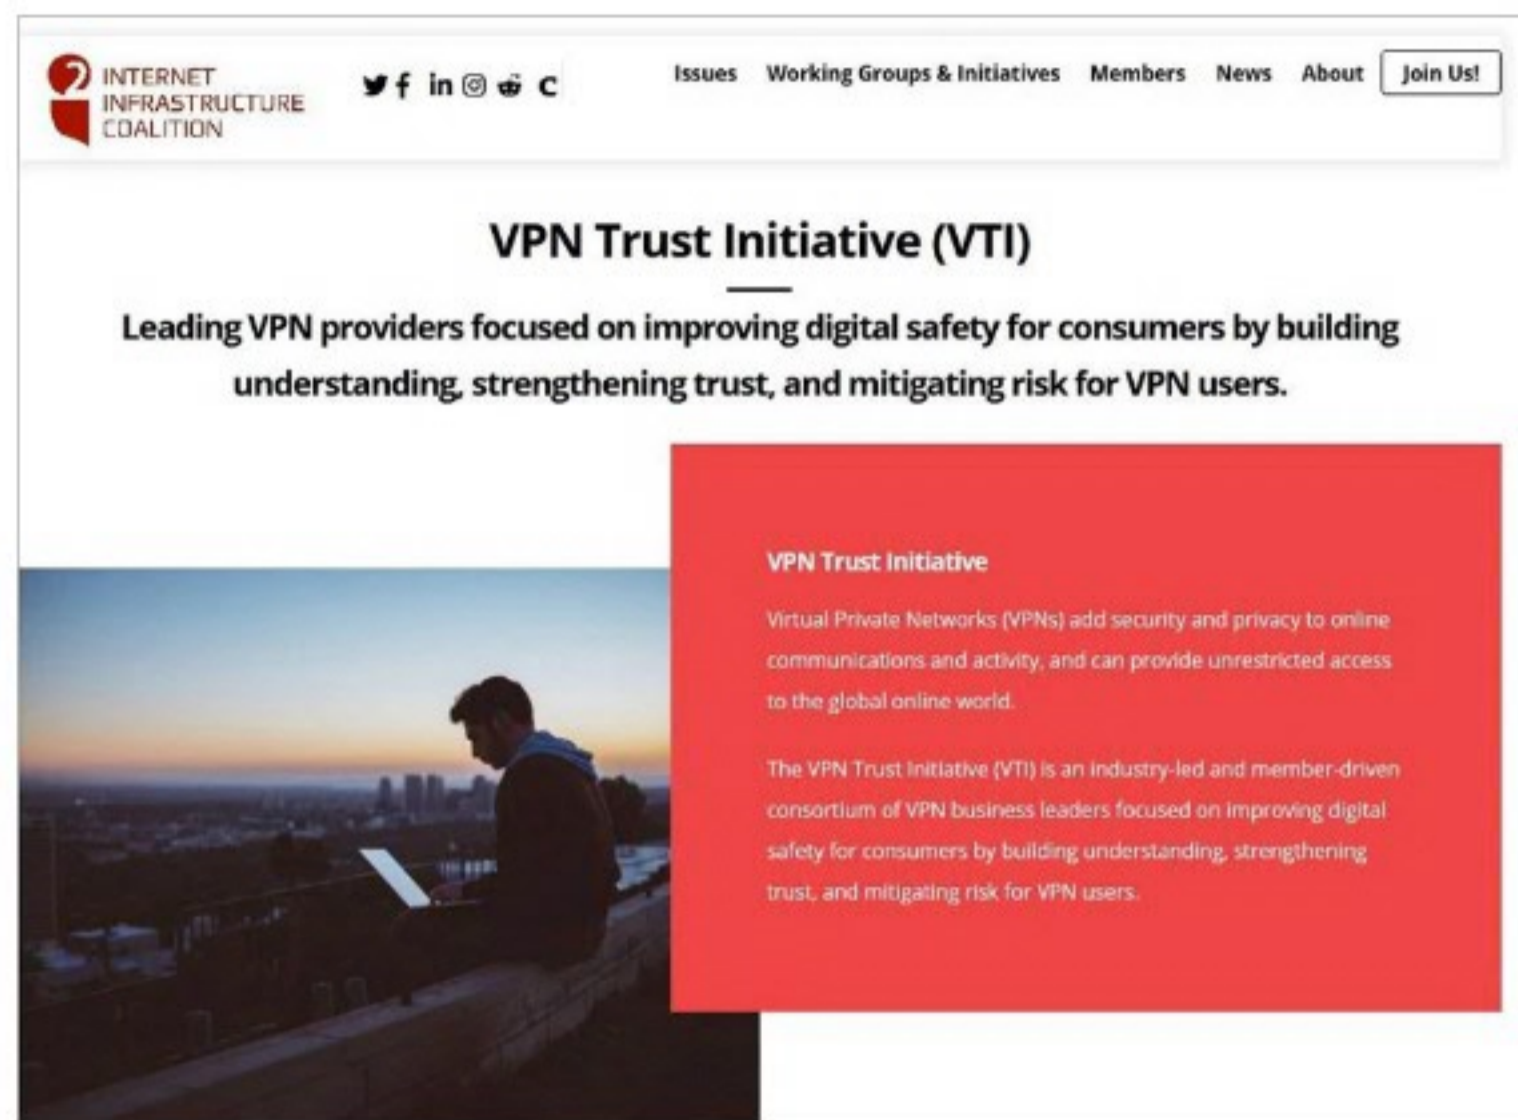 INTERNET
INFRASTRUCTURE
COALITION
Issues Working Groups & Initiatives Members News About Join Us!
VPN Trust Initiative (VTI)
Leading VPN providers focused on improving digital safety for consumers by building
understanding, strengthening trust, and mitigating risk for VPN users.
VPN Trust Initiative
Virtual Private Networks (VPNs) add security and privacy to online
communications and activity, and can provide unrestricted access
to the global online world.
The VPN Trust Initiative (VTI) is an industry-led and member-driven
consortium of VPN business leaders focused on improving digital
safety for consumers by building understanding, strengthening
trust, and mitigating risk for VPN users.